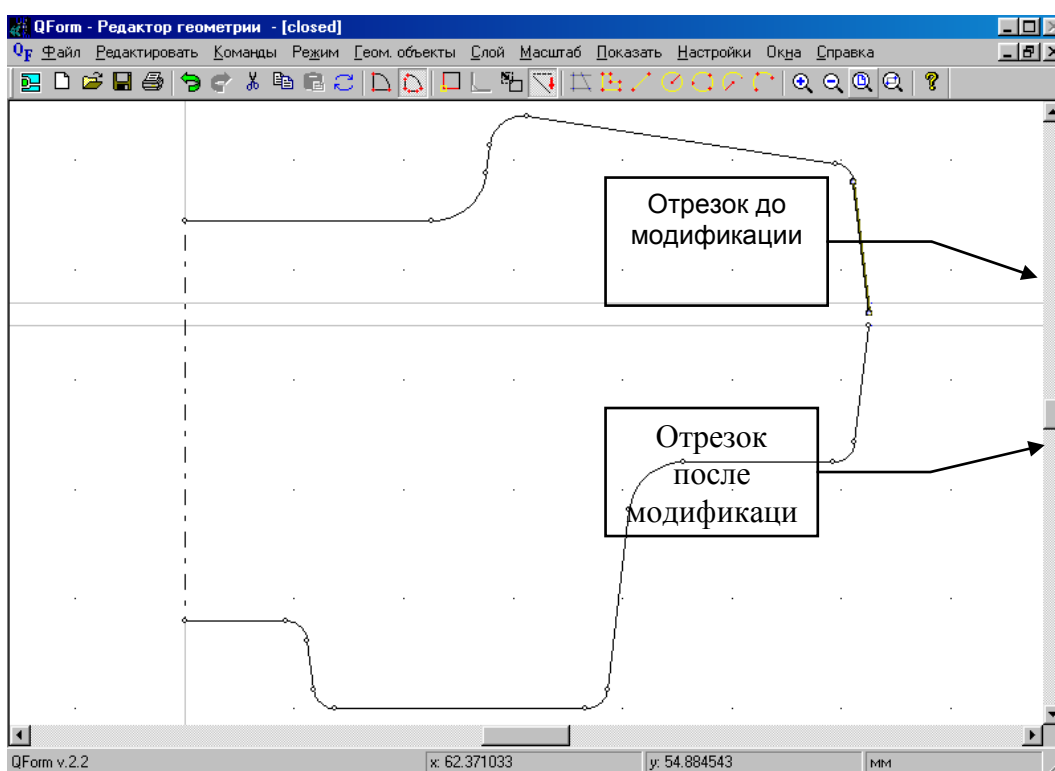 QForm - Редактор геометрии - [closed]
QF Файл Редактировать Команды Режим Геом. объекты Слой Масштаб Показать Настройки Окна Справка
Отрезок до
модификации
Отрезок
после
модификаци
QForm v.2.2 x: 62.371033 y: 54.884543 мм